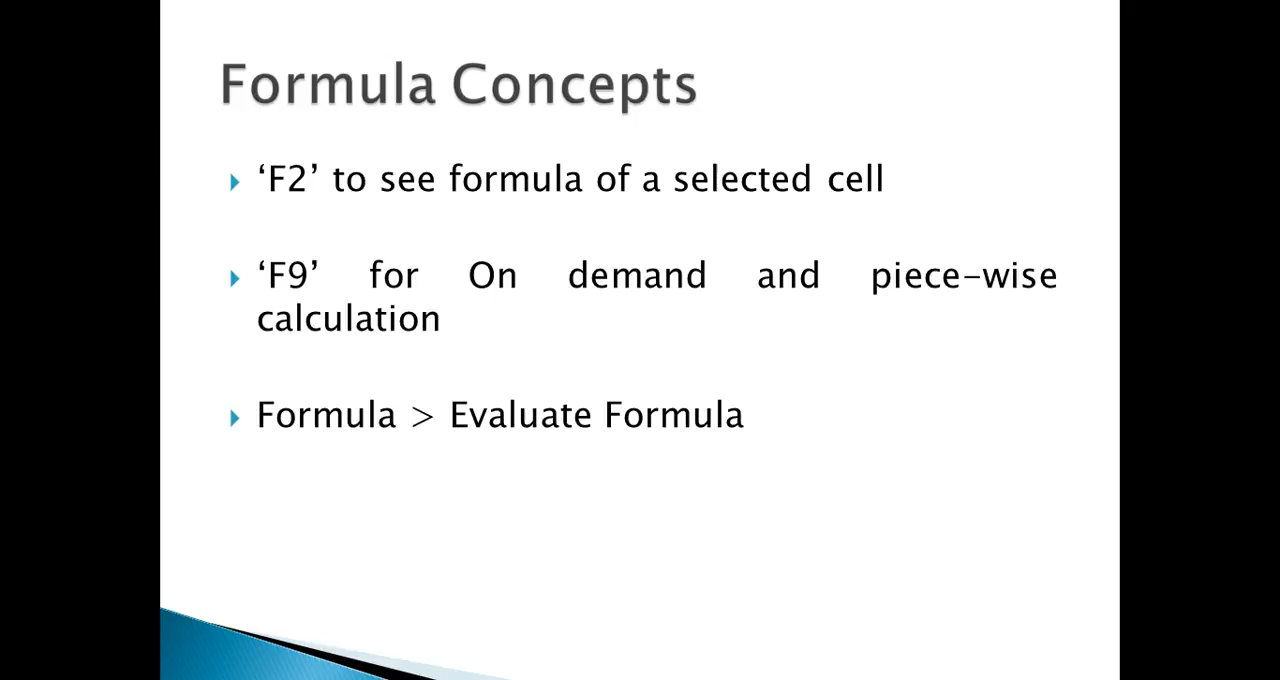 Formula Concepts
‘F2’ to see formula of a selected cell
‘F9’ for On demand and piece-wise
calculation
Formula > Evaluate Formula